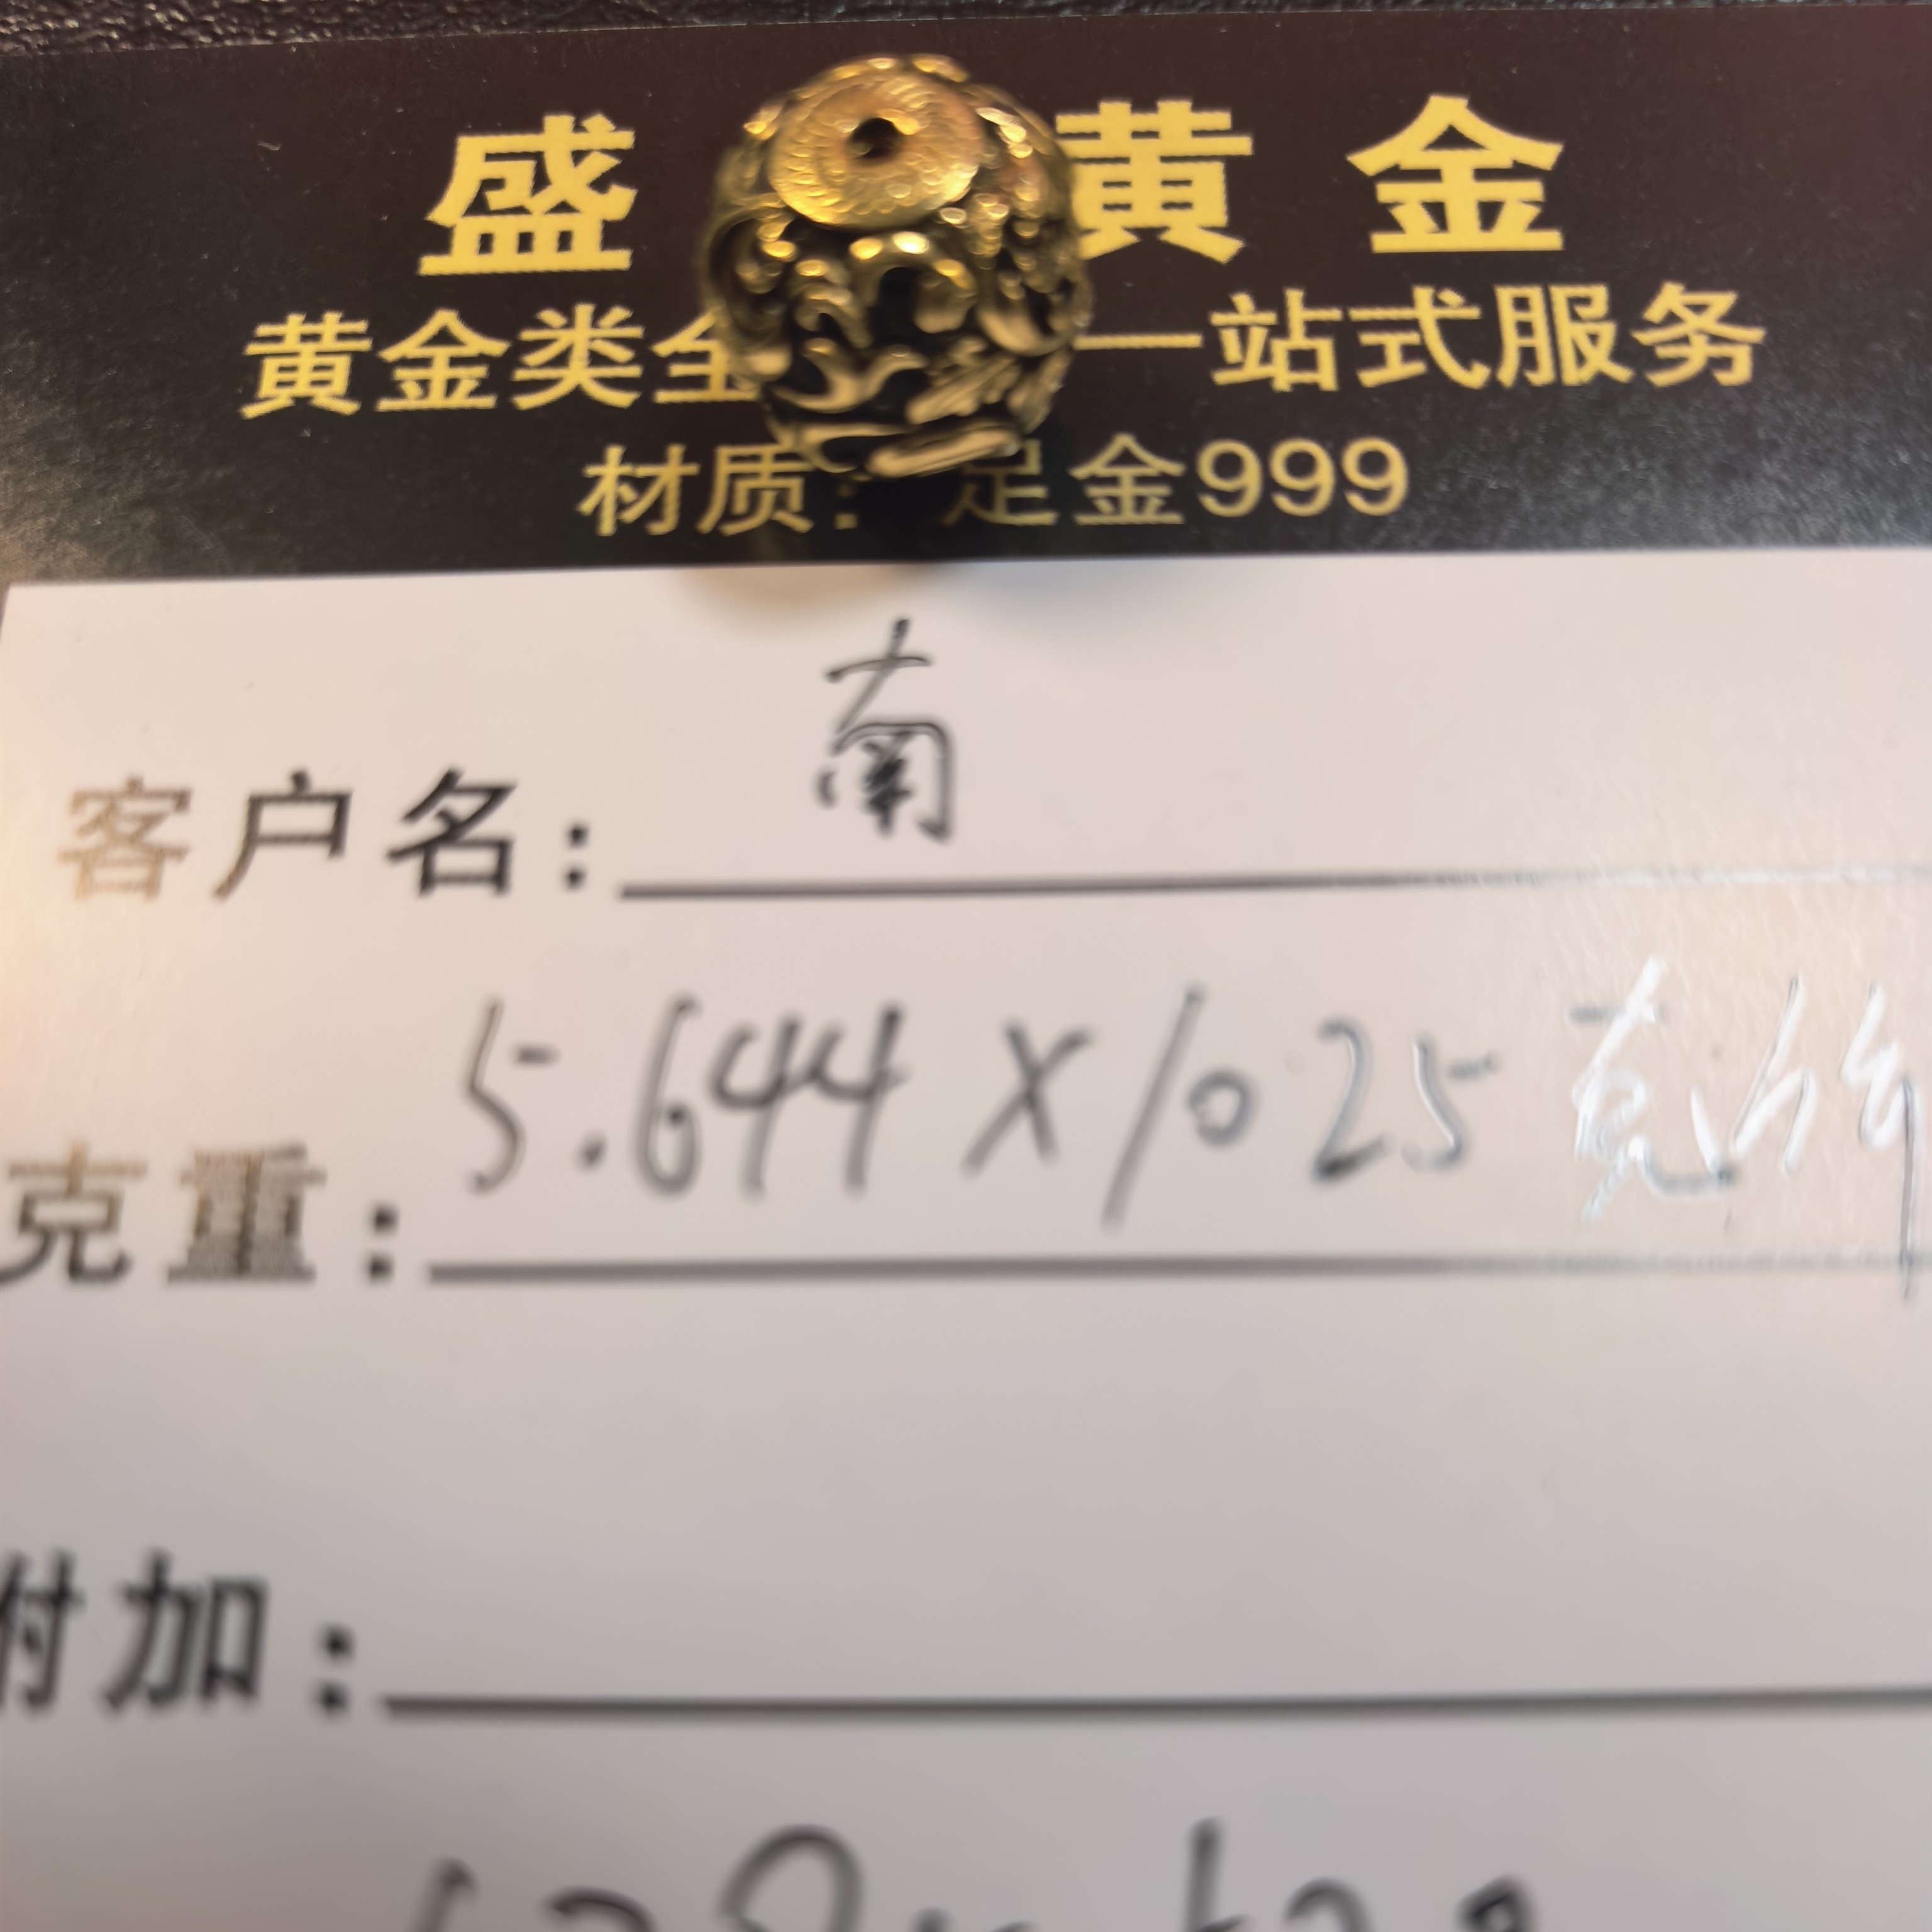 盛 黄金
黄金类全 一站式服务
材质：足金999
客户名： 南
克重：5.644 X 1025 克
附加：